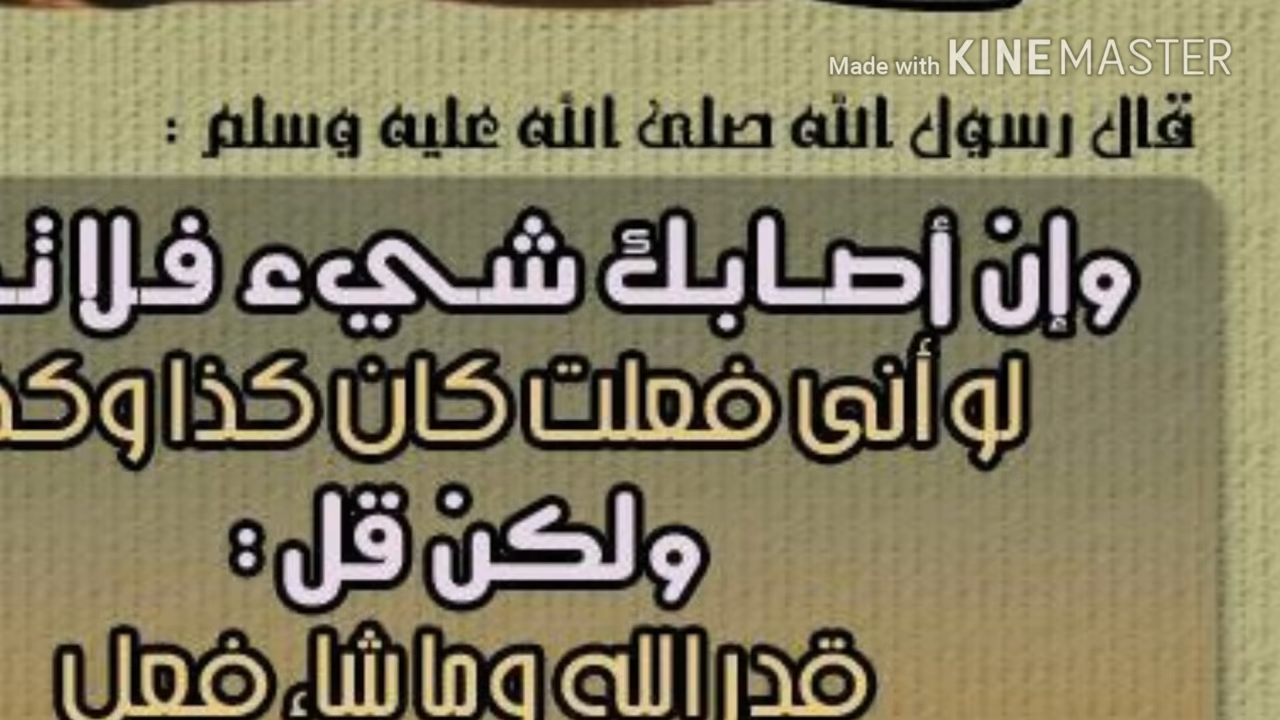 Made with KINEMASTER
قال رسول الله صلى الله عليه وسلم :
وإن أصابك شيء فلا
لو أنى فعلت كان كذا
ولكن قل :
قدر الله وما شاء فعل